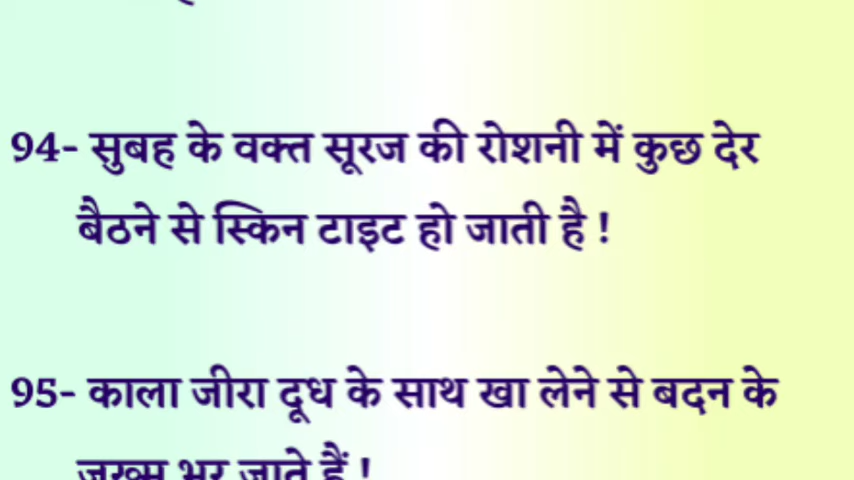 94- सुबह के वक्त सूरज की रोशनी में कुछ देर
बैठने से स्किन टाइट हो जाती है !
95- काला जीरा दूध के साथ खा लेने से बदन के
जख्म भर जाते हैं !